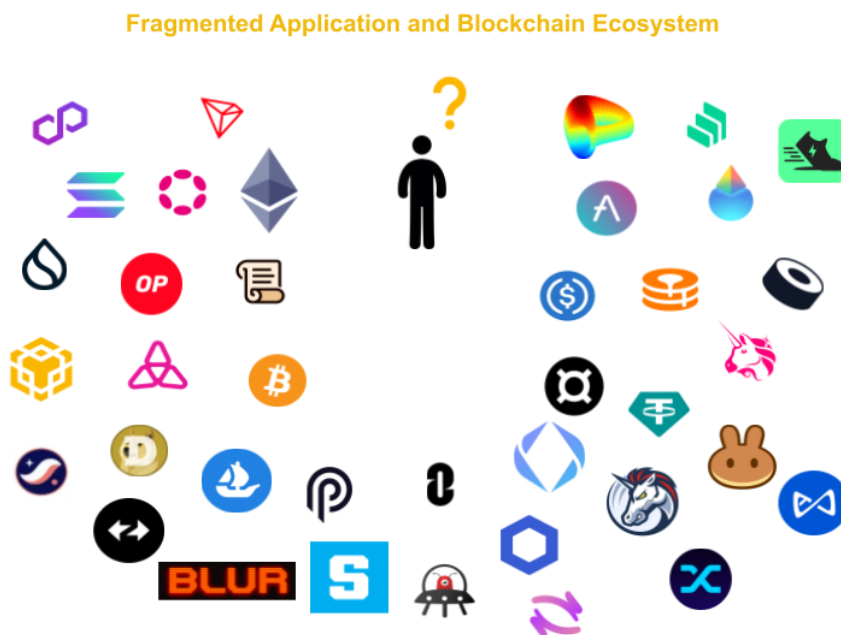 Fragmented Application and Blockchain Ecosystem
?
OP
BLUR
S